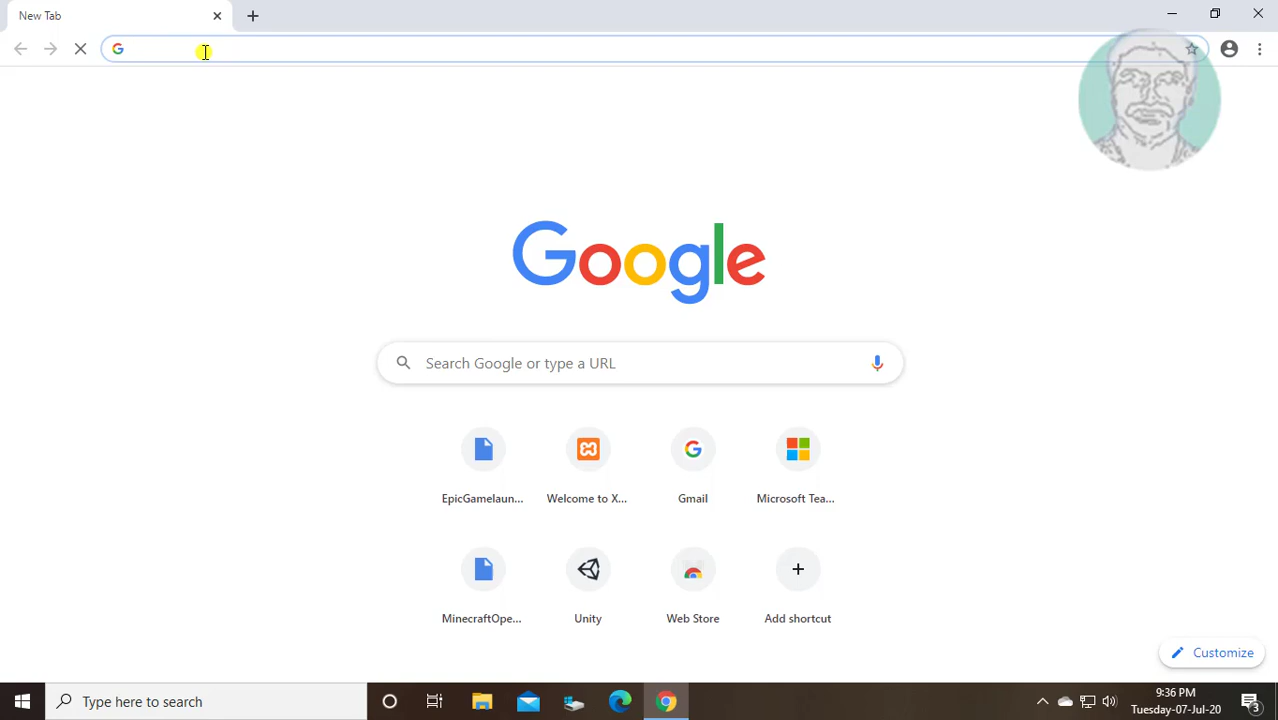 New Tab
Google
Search Google or type a URL
EpicGamelaun...
Welcome to X...
Gmail
Microsoft Tea...
MinecraftOpe...
Unity
Web Store
Add shortcut
Customize
Type here to search
9:36 PM
Tuesday-07-Jul-20
3